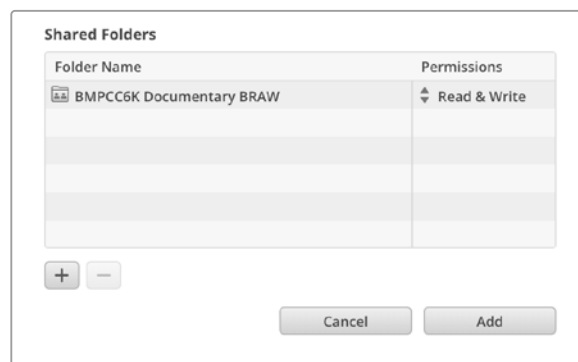 Shared Folders
Folder Name Permissions
BMPCC6K Documentary BRAW Read & Write
+ −
Cancel Add